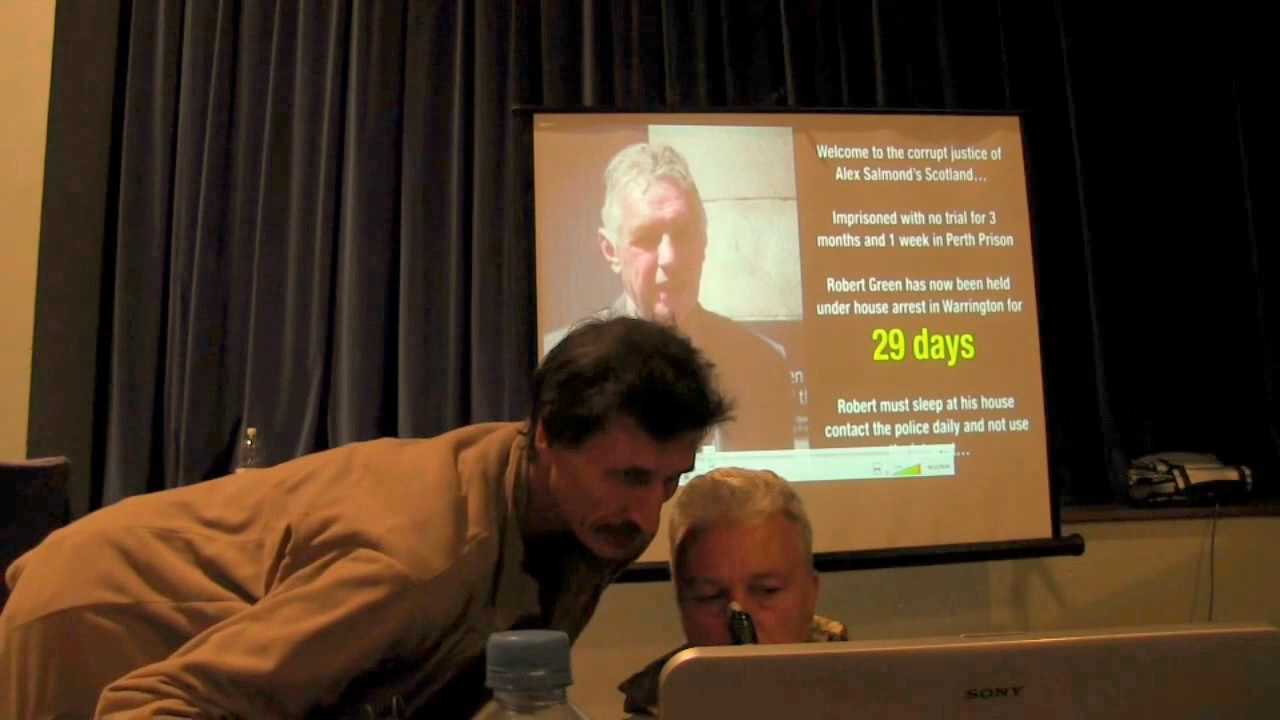 Welcome to the corrupt justice of
Alex Salmond's Scotland...
Imprisoned with no trial for 3
months and 1 week in Perth Prison
Robert Green has now been held
under house arrest in Warrington for
29 days
Robert must sleep at his house
contact the police daily and not use
SONY